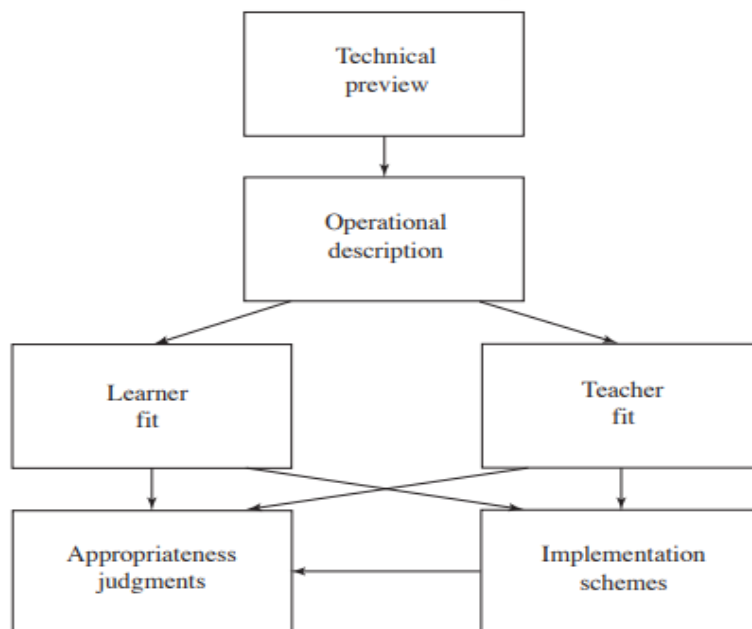 Technical
preview
Operational
description
Learner
fit
Teacher
fit
Appropriateness
judgments
Implementation
schemes